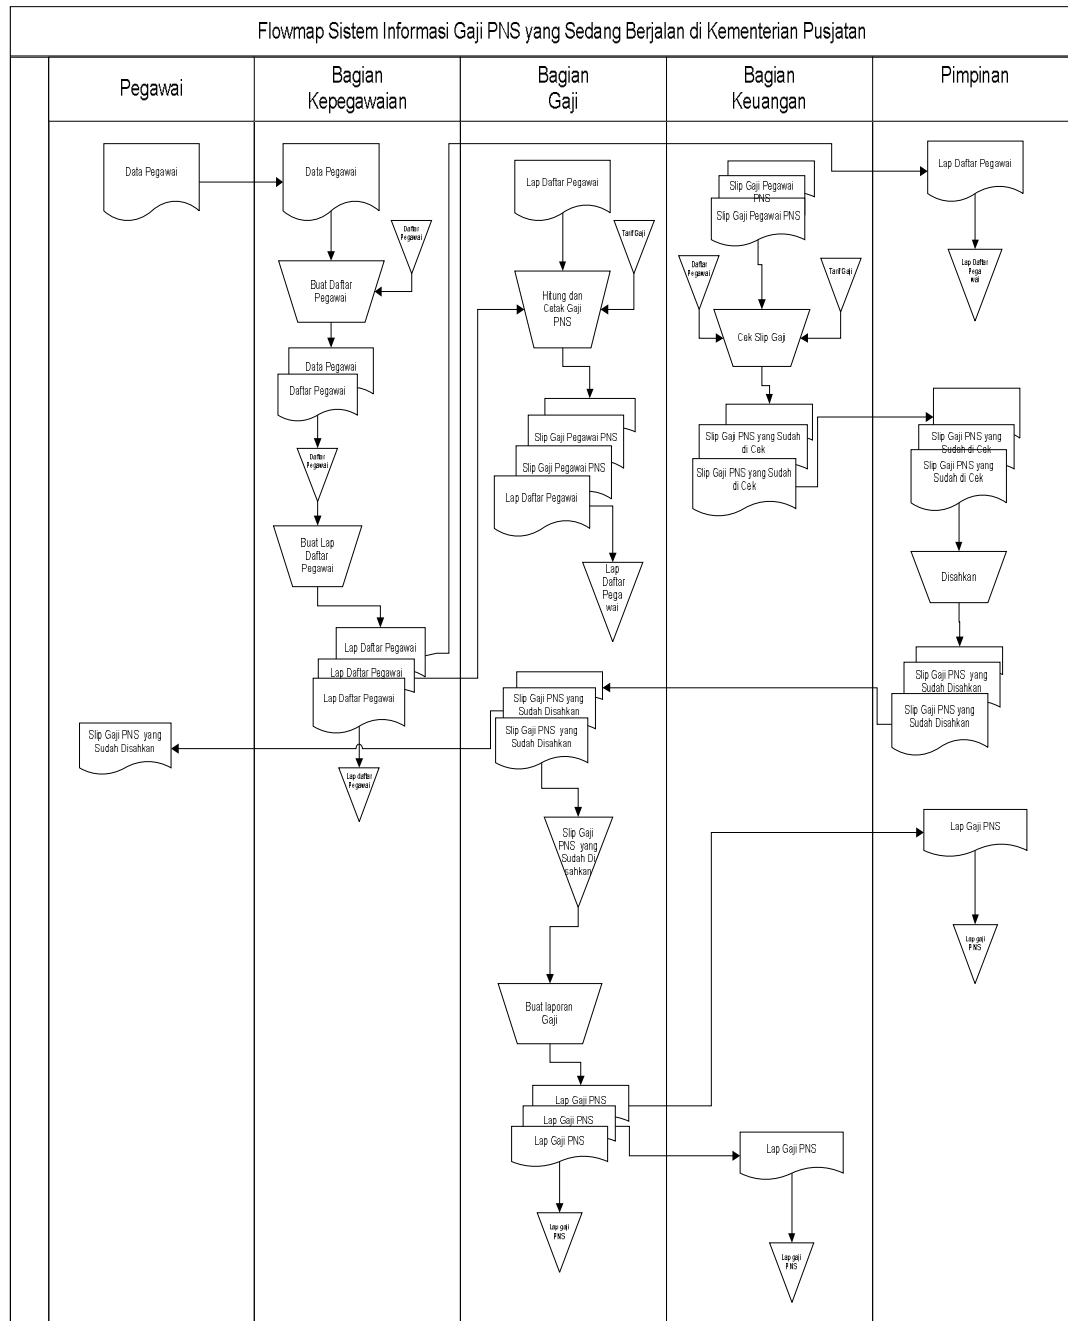 Flowmap Sistem Informasi Gaji PNS yang Sedang Berjalan di Kementerian Pusjatan
Pegawai
Bagian
Kepegawaian
Bagian
Gaji
Bagian
Keuangan
Pimpinan
Data Pegawai
Data Pegawai
Daftar
Pegawai
Buat Daftar
Pegawai
Data Pegawai
Daftar Pegawai
Daftar
Pegawai
Buat Lap
Daftar
Pegawai
Lap Daftar Pegawai
Lap Daftar Pegawai
Lap Daftar Pegawai
Lap daftar
Pegawai
Slip Gaji PNS yang
Sudah Disahkan
Lap Daftar Pegawai
Tarif Gaji
Hitung dan
Cetak Gaji
PNS
Slip Gaji Pegawai PNS
Slip Gaji Pegawai PNS
Lap Daftar Pegawai
Lap
Daftar
Pega
wai
Slip Gaji PNS yang
Sudah Disahkan
Slip Gaji PNS yang
Sudah Disahkan
Slip Gaji
PNS yang
Sudah Di
sahkan
Buat laporan
Gaji
Lap Gaji PNS
Lap Gaji PNS
Lap Gaji PNS
Lap gaji
PNS
Slip Gaji Pegawai
PNS
Slip Gaji Pegawai PNS
Daftar
Pegawai
Tarif Gaji
Cek Slip Gaji
Slip Gaji PNS yang Sudah
di Cek
Slip Gaji PNS yang Sudah
di Cek
Lap Gaji PNS
Lap gaji
PNS
Lap Daftar Pegawai
Lap Daftar
Pega
wai
Slip Gaji PNS yang
Sudah di Cek
Slip Gaji PNS yang
Sudah di Cek
Disahkan
Slip Gaji PNS yang
Sudah Disahkan
Slip Gaji PNS yang
Sudah Disahkan
Lap Gaji PNS
Lap gaji
PNS